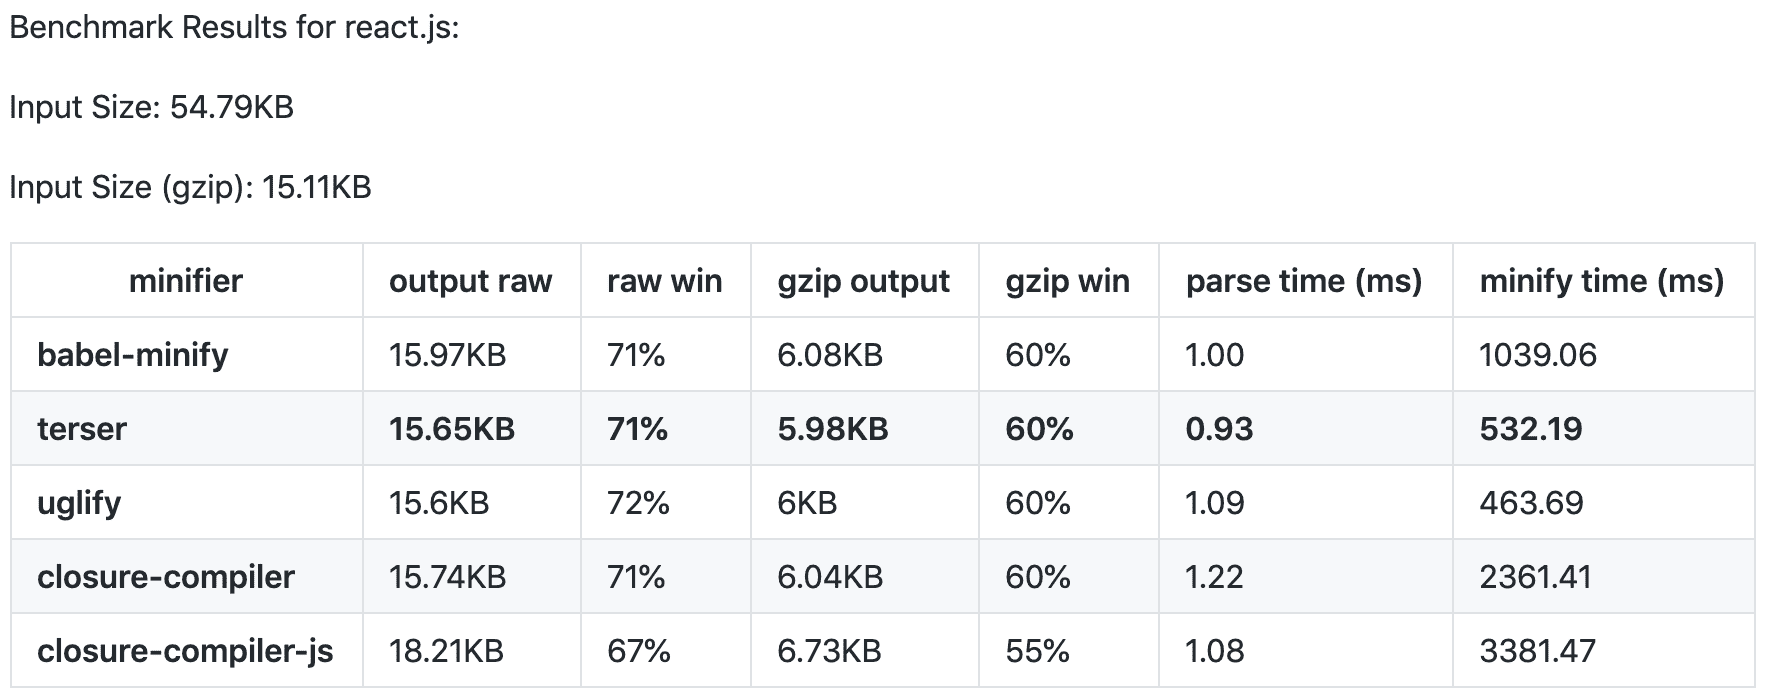 Benchmark Results for react.js:
Input Size: 54.79KB
Input Size (gzip): 15.11KB
minifier output raw raw win gzip output gzip win parse time (ms) minify time (ms)
babel-minify 15.97KB 71% 6.08KB 60% 1.00 1039.06
terser 15.65KB 71% 5.98KB 60% 0.93 532.19
uglify 15.6KB 72% 6KB 60% 1.09 463.69
closure-compiler 15.74KB 71% 6.04KB 60% 1.22 2361.41
closure-compiler-js 18.21KB 67% 6.73KB 55% 1.08 3381.47